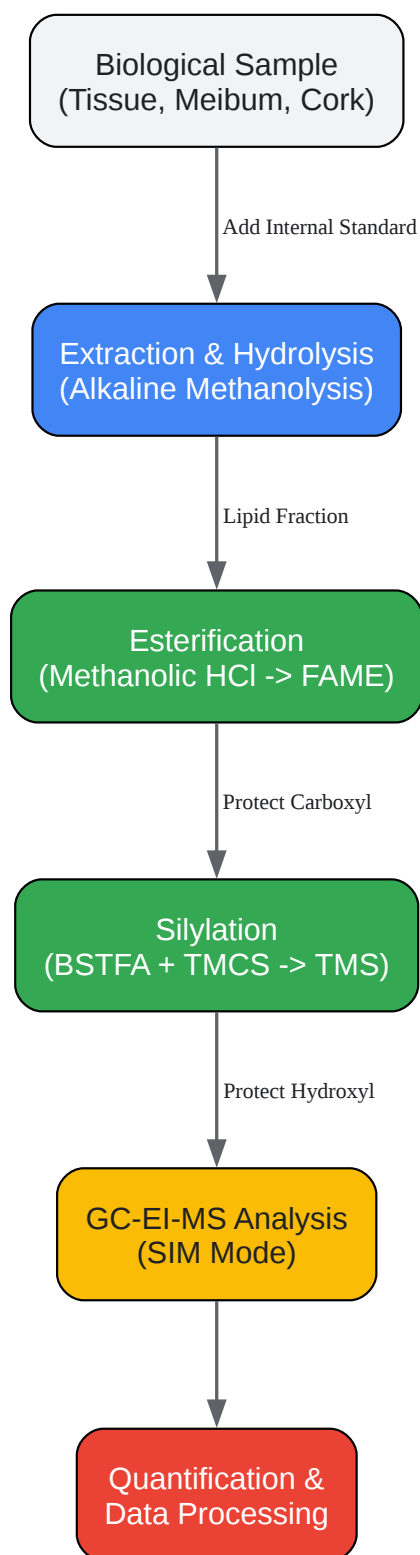 Biological Sample
(Tissue, Meibum, Cork)
Add Internal Standard
Extraction & Hydrolysis
(Alkaline Methanolysis)
Lipid Fraction
Esterification
(Methanolic HCl -> FAME)
Protect Carboxyl
Silylation
(BSTFA + TMCS -> TMS)
Protect Hydroxyl
GC-EI-MS Analysis
(SIM Mode)
Quantification &
Data Processing